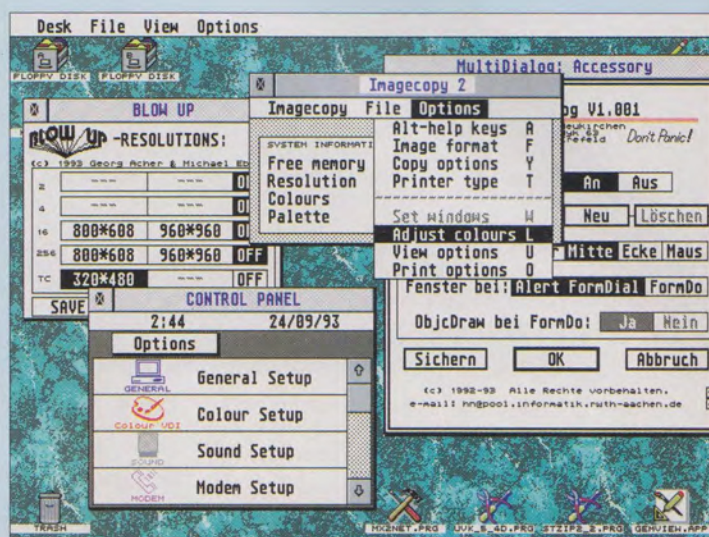 Desk File View Options
FLOPPY DISK
FLOPPY DISK
BLOW UP
BLOW UP -RESOLUTIONS:
(c) 1993 Georg Acher & Michael
2 --- ---
4 --- ---
16 800*608 960*960
256 800*608 960*960 OFF
TC 320*480 --- OFF
SAVE
Imagecopy 2
Imagecopy File Options
SYSTEM INFORMATI
Free memory
Resolution
Colours
Palette
Alt-help keys A
Image format F
Copy options Y
Printer type T
Set windows W
Adjust colours L
View options U
Print options O
MultiDialog: Accessory
og V1.001
Don't Panic!
An Aus
Neu Löschen
Mitte Ecke Maus
Fenster bei: Alert FormDial FormDo
ObjcDraw bei FormDo: Ja Nein
Sichern OK Abbruch
(c) 1992-93 Alle Rechte vorbehalten.
e-mail: hn@pool.informatik.rwth-aachen.de
CONTROL PANEL
2:44 24/09/93
Options
GENERAL General Setup
Colour VDI Colour Setup
SOUND Sound Setup
MODEM Modem Setup
TRASH
MX2NET.PRG
UVK_5_4D.PRG
STZIP2_2.PRG
GEMVIEW.APP